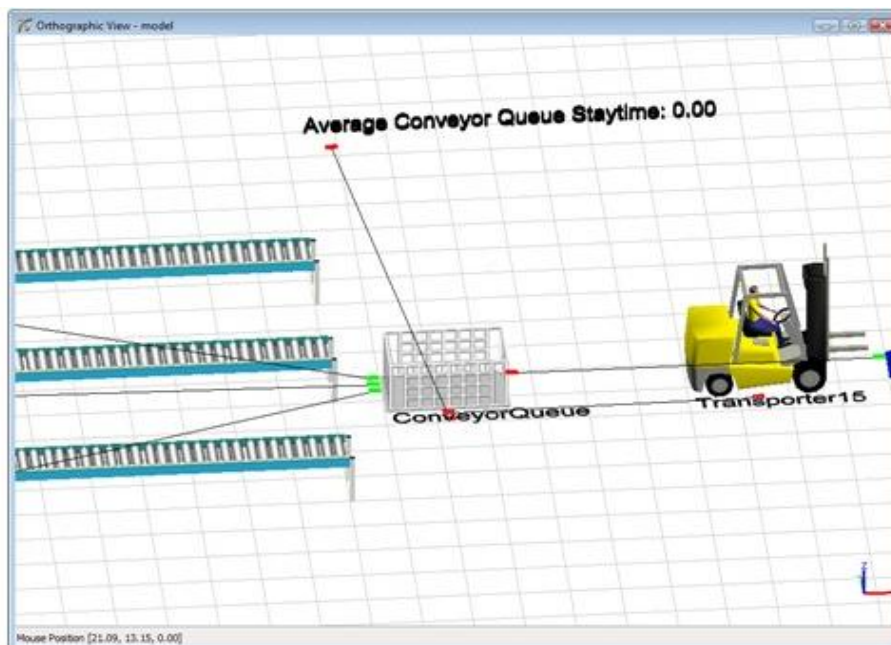 Orthographic View - model
Average Conveyor Queue Staytime: 0.00
ConveyorQueue
Transporter15
Z
Mouse Position [21.09, 13.15, 0.00]